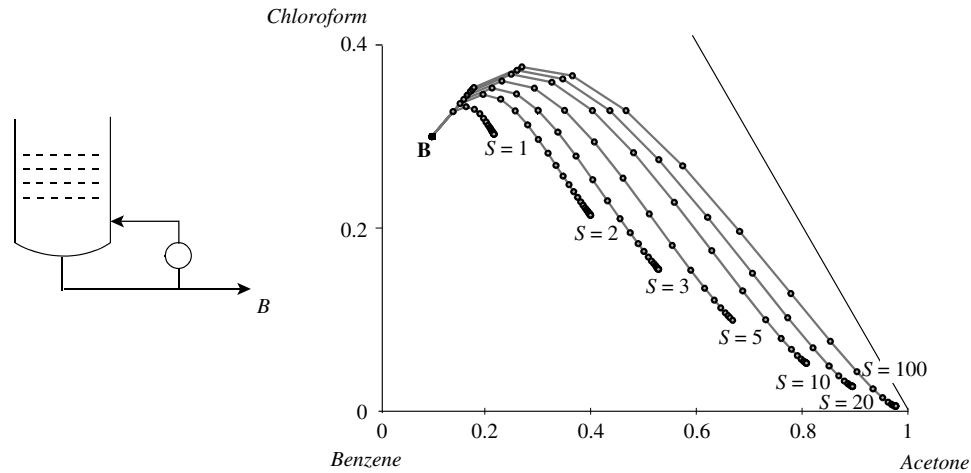 Chloroform
0.4
0.2
0
0
0.2
0.4
0.6
0.8
1
Benzene
Acetone
B
S = 1
S = 2
S = 3
S = 5
S = 10
S = 20
S = 100
B